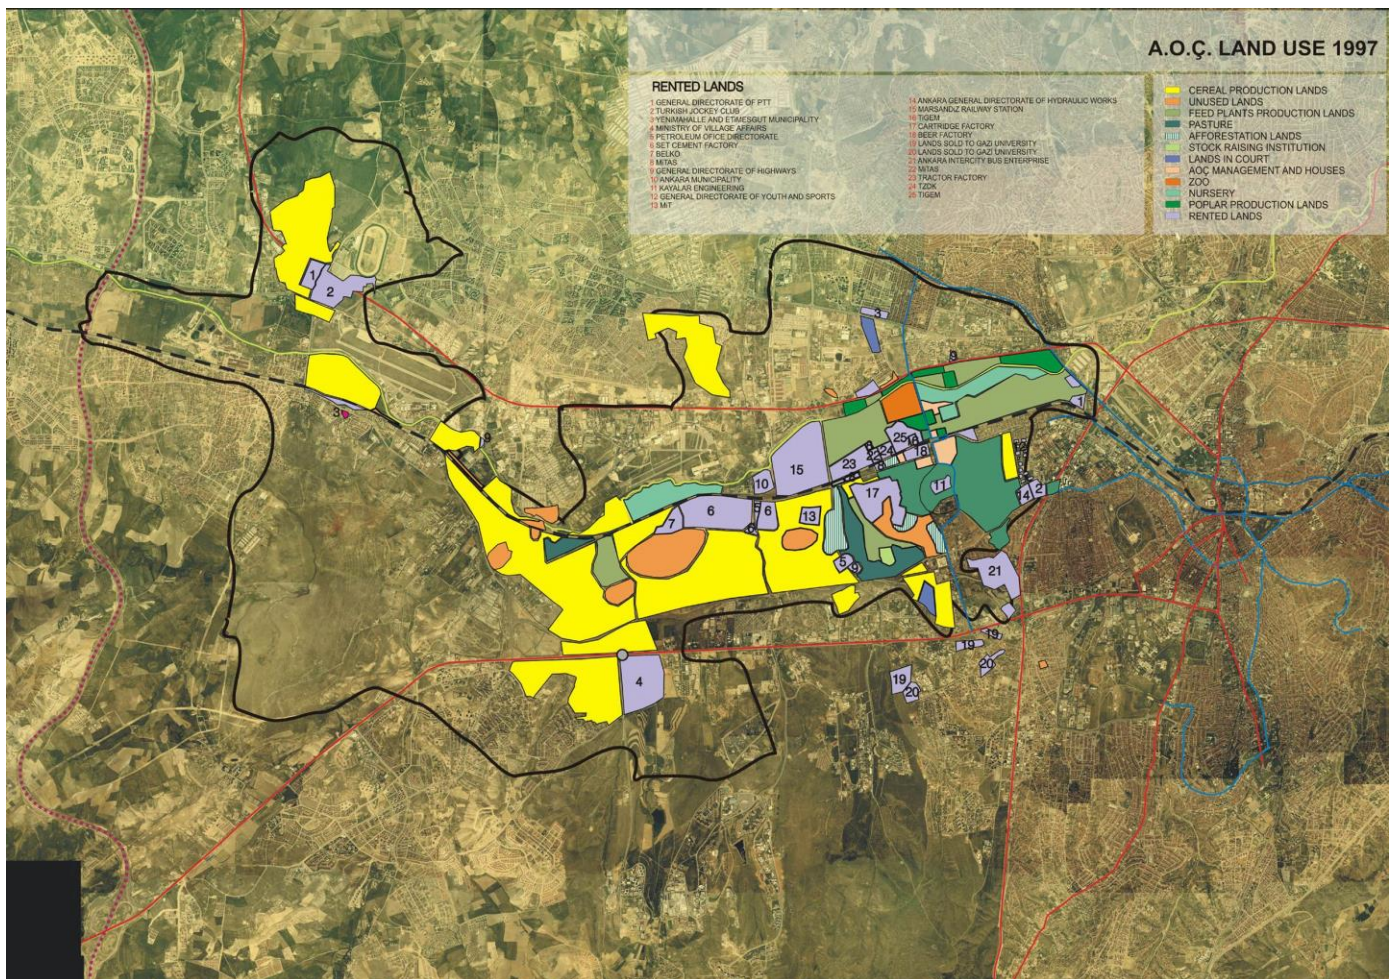 A.O.Ç. LAND USE 1997
RENTED LANDS
1 GENERAL DIRECTORATE OF PTT
2 TURKISH JOCKEY CLUB
3 YENIMAHALLE AND ETIMESGUT MUNICIPALITY
4 MINISTRY OF VILLAGE AFFAIRS
5 PETROLEUM OFICE DIRECTORATE
6 SET CEMENT FACTORY
7 BELKO
8 MiTAS
9 GENERAL DIRECTORATE OF HIGHWAYS
10 ANKARA MUNICIPALITY
11 KAYALAR ENGINEERING
12 GENERAL DIRECTORATE OF YOUTH AND SPORTS
13 MiT
14 ANKARA GENERAL DIRECTORATE OF HYDRAULIC WORKS
15 MARSANDiZ RAILWAY STATION
16 TiGEM
17 CARTRIDGE FACTORY
18 BEER FACTORY
19 LANDS SOLD TO GAZi UNIVERSITY
20 LANDS SOLD TO GAZi UNIVERSITY
21 ANKARA INTERCITY BUS ENTERPRISE
22 MiTAS
23 TRACTOR FACTORY
24 TZDK
25 TIGEM
CEREAL PRODUCTION LANDS
UNUSED LANDS
FEED PLANTS PRODUCTION LANDS
PASTURE
AFFORESTATION LANDS
STOCK RAISING INSTITUTION
LANDS IN COURT
AOÇ MANAGEMENT AND HOUSES
ZOO
NURSERY
POPLAR PRODUCTION LANDS
RENTED LANDS
1
2
3
3
3
1
9
25
18
24
23
15
10
17
11
14
2
6
6
13
7
5
9
21
19
19
20
19
20
4